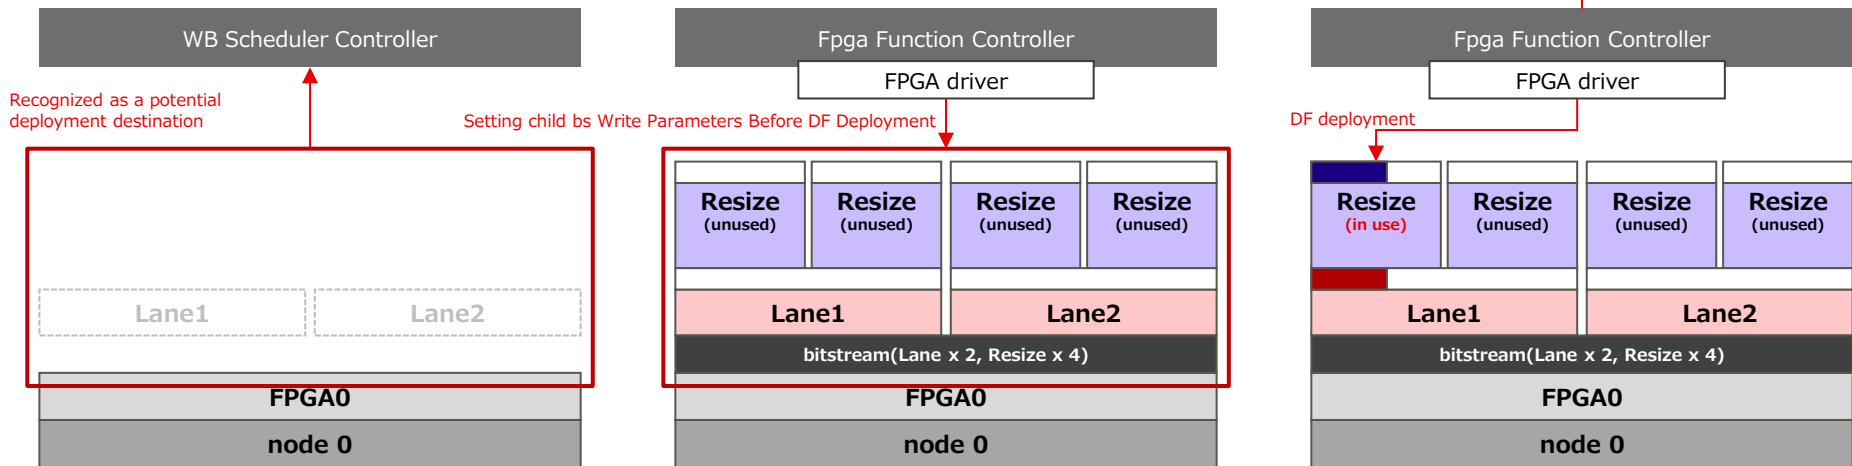 WB Scheduler Controller
Recognized as a potential
deployment destination
Lane1
Lane2
FPGA0
node 0
Fpga Function Controller
FPGA driver
Setting child bs Write Parameters Before DF Deployment
Resize
(unused)
Resize
(unused)
Resize
(unused)
Resize
(unused)
Lane1
Lane2
bitstream(Lane x 2, Resize x 4)
FPGA0
node 0
Fpga Function Controller
FPGA driver
DF deployment
Resize
(in use)
Resize
(unused)
Resize
(unused)
Resize
(unused)
Lane1
Lane2
bitstream(Lane x 2, Resize x 4)
FPGA0
node 0